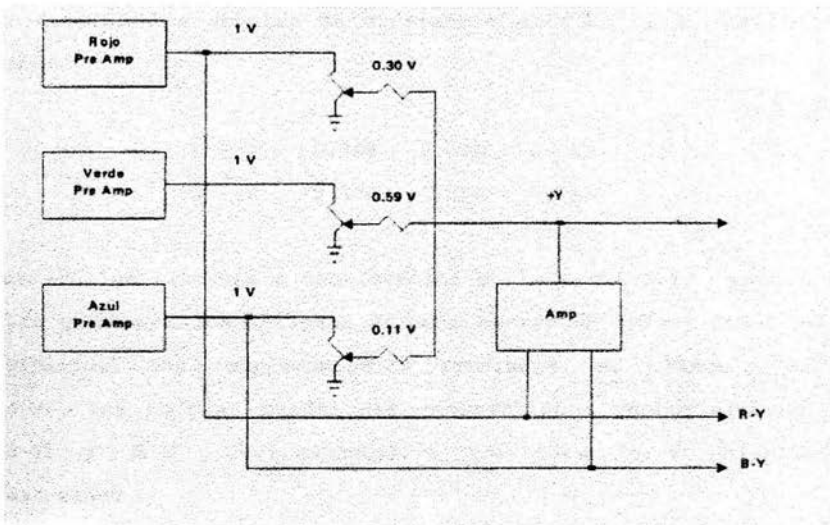 Rojo
Pre Amp
1 V
0.30 V
Verde
Pre Amp
1 V
0.59 V
+Y
Azul
Pre Amp
1 V
0.11 V
Amp
R-Y
B-Y